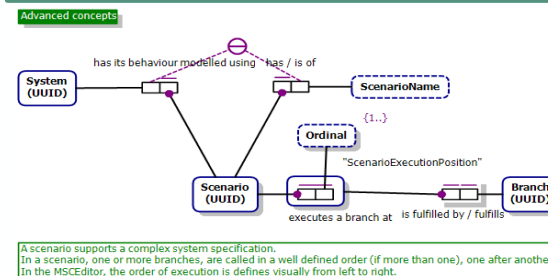 Advanced concepts
has its behaviour modelled using
has / is of
System
(UUID)
ScenarioName
{1..}
Ordinal
"ScenarioExecutionPosition"
Scenario
(UUID)
Branch
(UUID)
executes a branch at
is fulfilled by / fulfills
A scenario supports a complex system specification.
In a scenario, one or more branches, are called in a well defined order (if more than one), one after anothe
In the MSCEditor, the order of execution is defines visually from left to right.